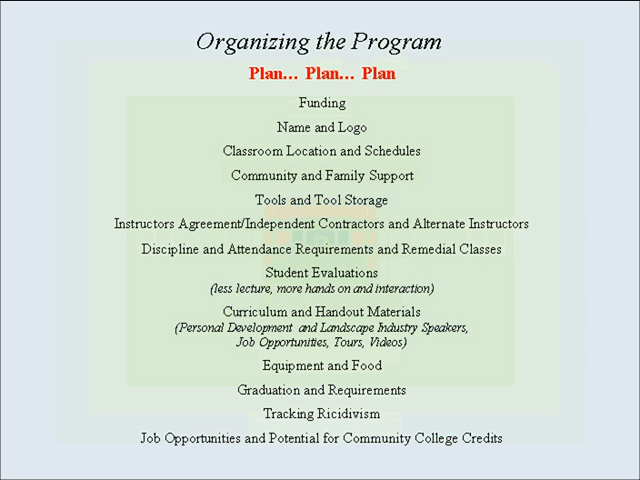 Organizing the Program
Plan... Plan... Plan
Funding
Name and Logo
Classroom Location and Schedules
Community and Family Support
Tools and Tool Storage
Instructors Agreement/Independent Contractors and Alternate Instructors
Discipline and Attendance Requirements and Remedial Classes
Student Evaluations
(less lecture, more hands on and interaction)
Curriculum and Handout Materials
(Personal Development and Landscape Industry Speakers,
Job Opportunities, Tours, Videos)
Equipment and Food
Graduation and Requirements
Tracking Ricidivism
Job Opportunities and Potential for Community College Credits